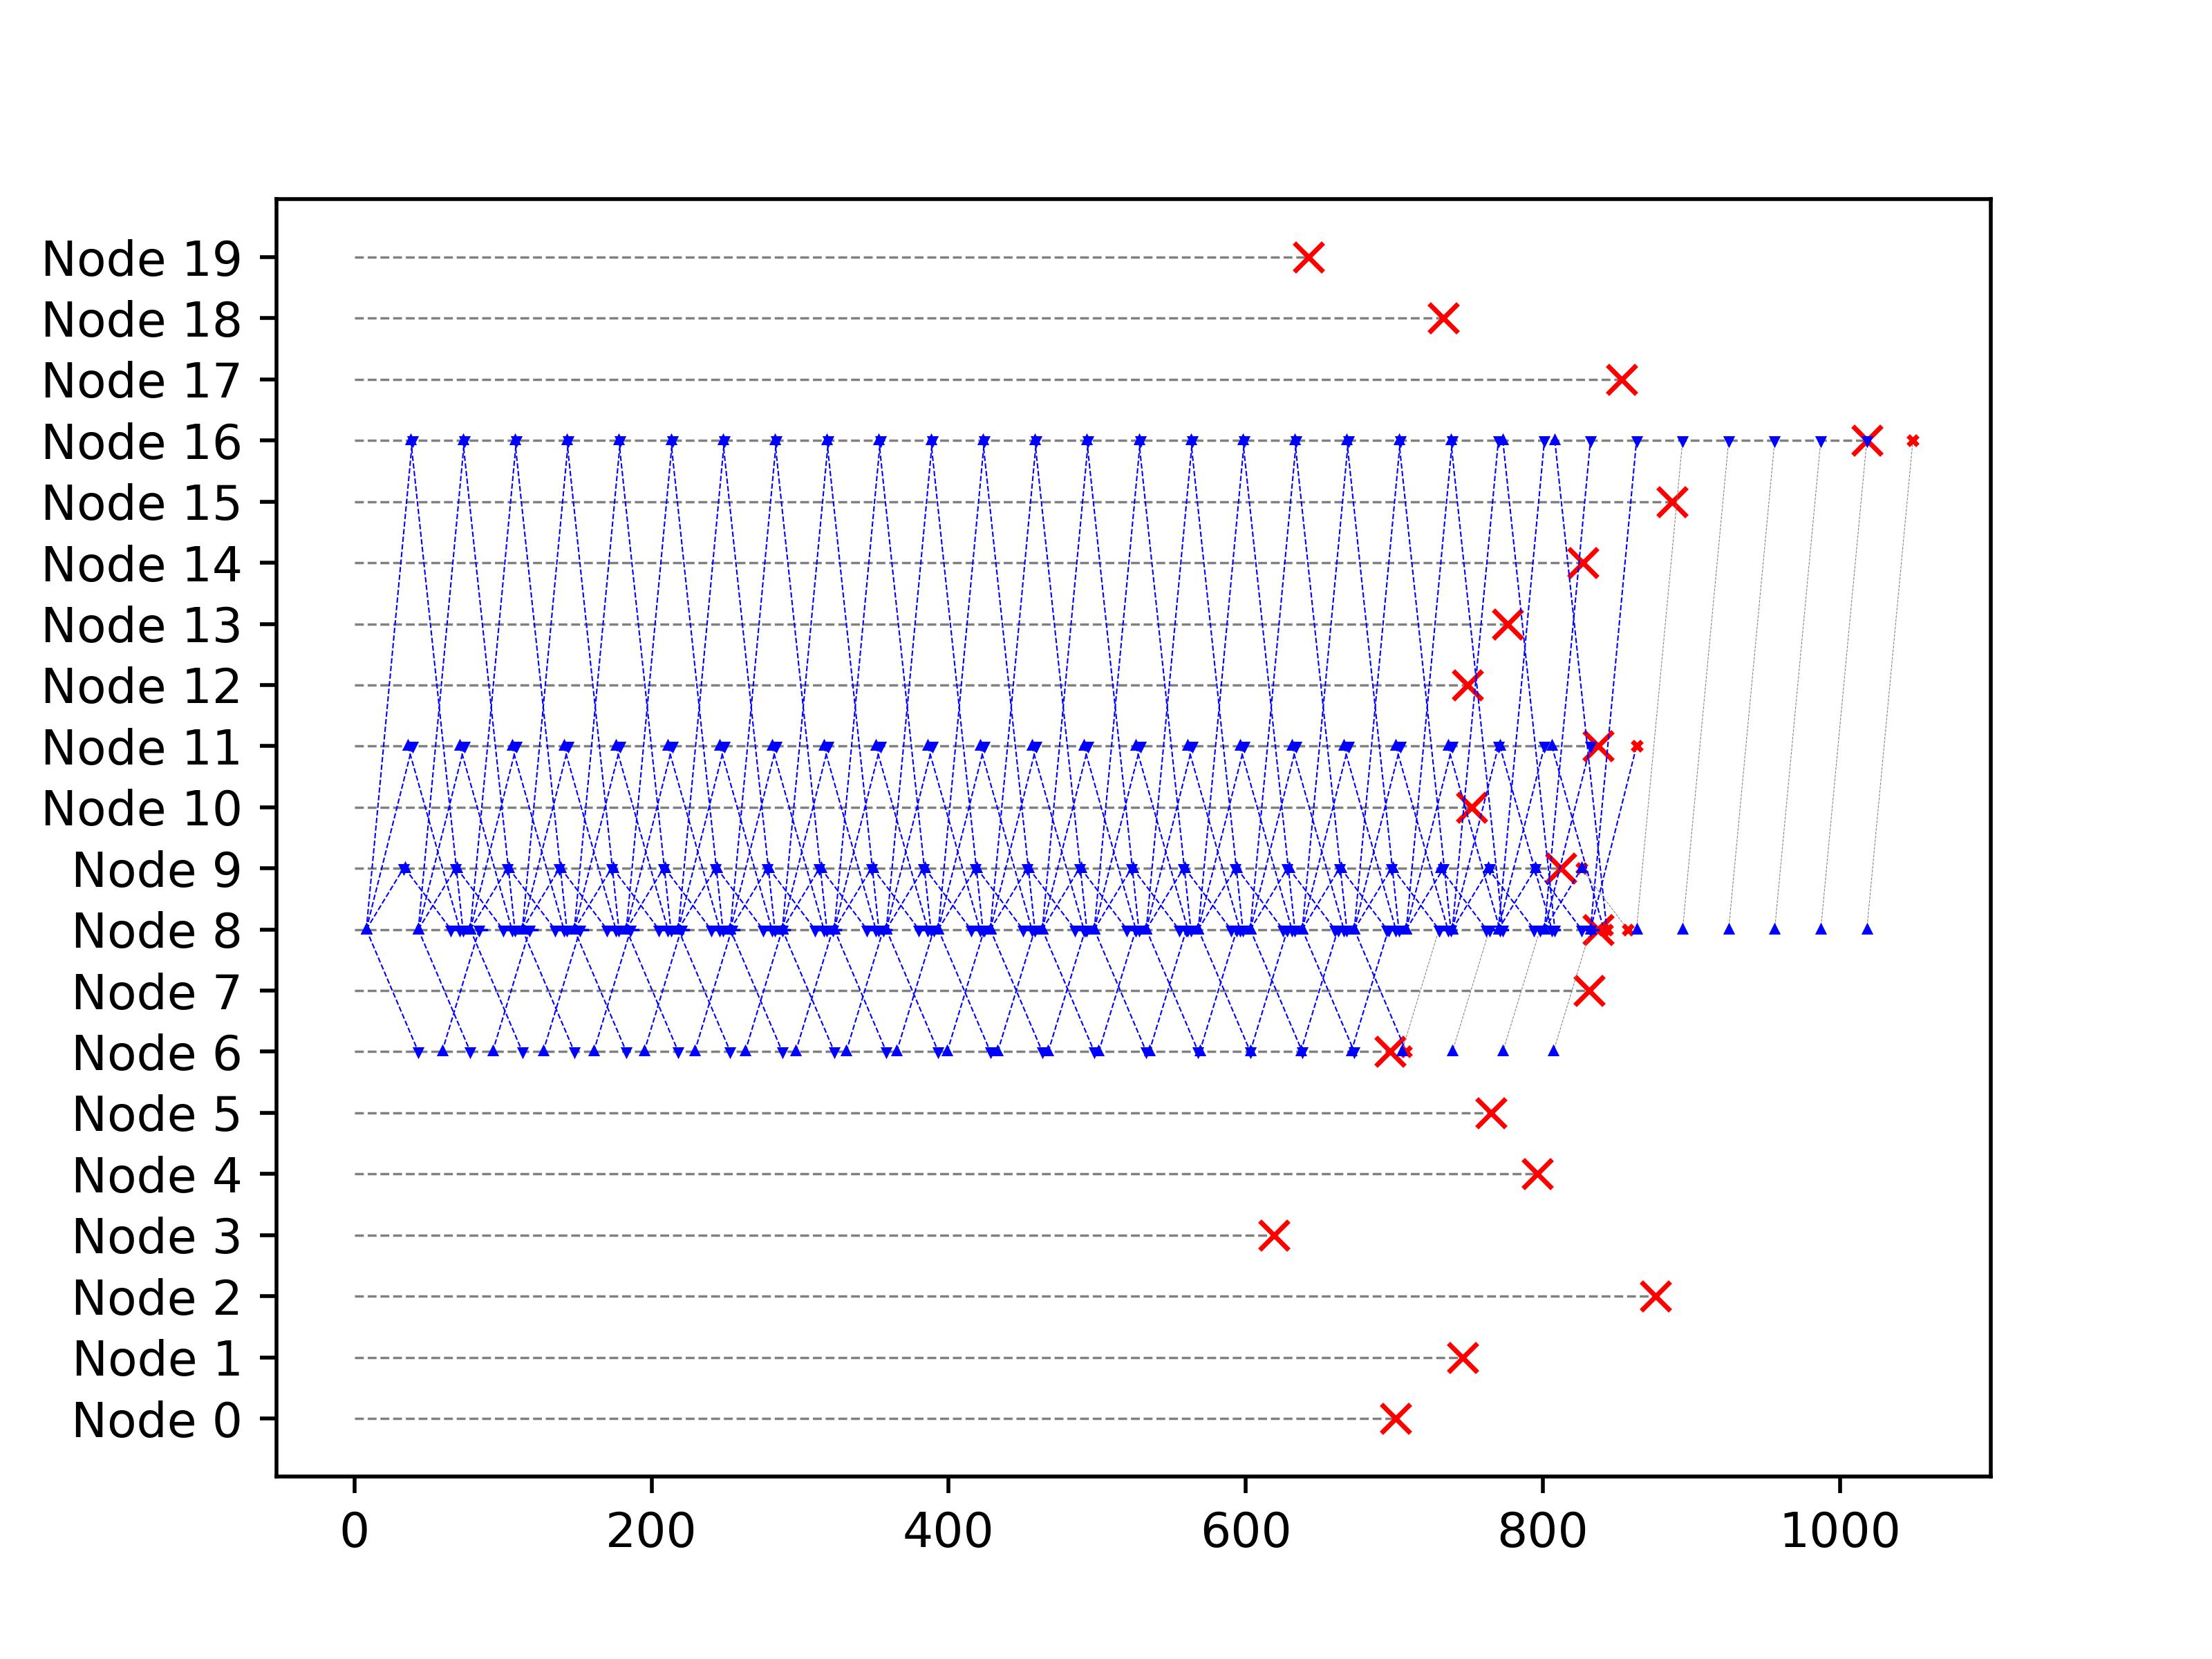 Node 19
Node 18
Node 17
Node 16
Node 15
Node 14
Node 13
Node 12
Node 11
Node 10
Node 9
Node 8
Node 7
Node 6
Node 5
Node 4
Node 3
Node 2
Node 1
Node 0
0 200 400 600 800 1000